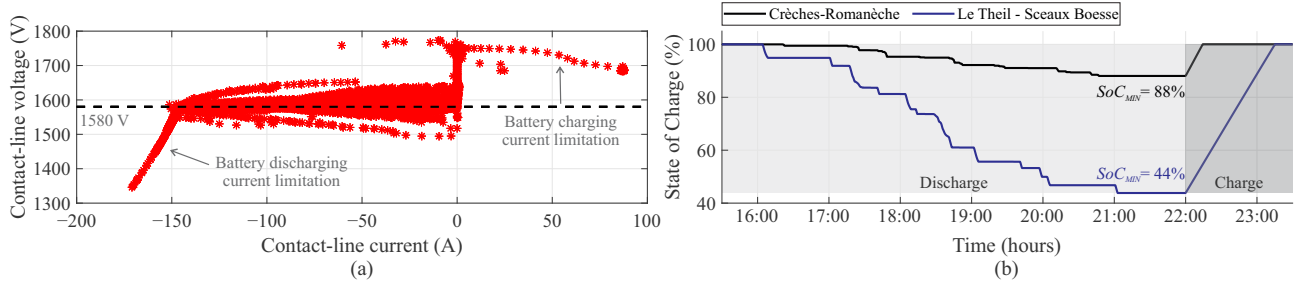 Contact-line voltage (V)
1800
1700
1600
1500
1400
1300
1580 V
Battery discharging
current limitation
Battery charging
current limitation
−200
−150
−100
−50
0
50
100
Contact-line current (A)
(a)
Crèches-Romanèche
Le Theil - Sceaux Boesse
State of Charge (%)
100
80
60
40
SoC_MIN = 88%
SoC_MIN = 44%
Discharge
Charge
16:00
17:00
18:00
19:00
20:00
21:00
22:00
23:00
Time (hours)
(b)